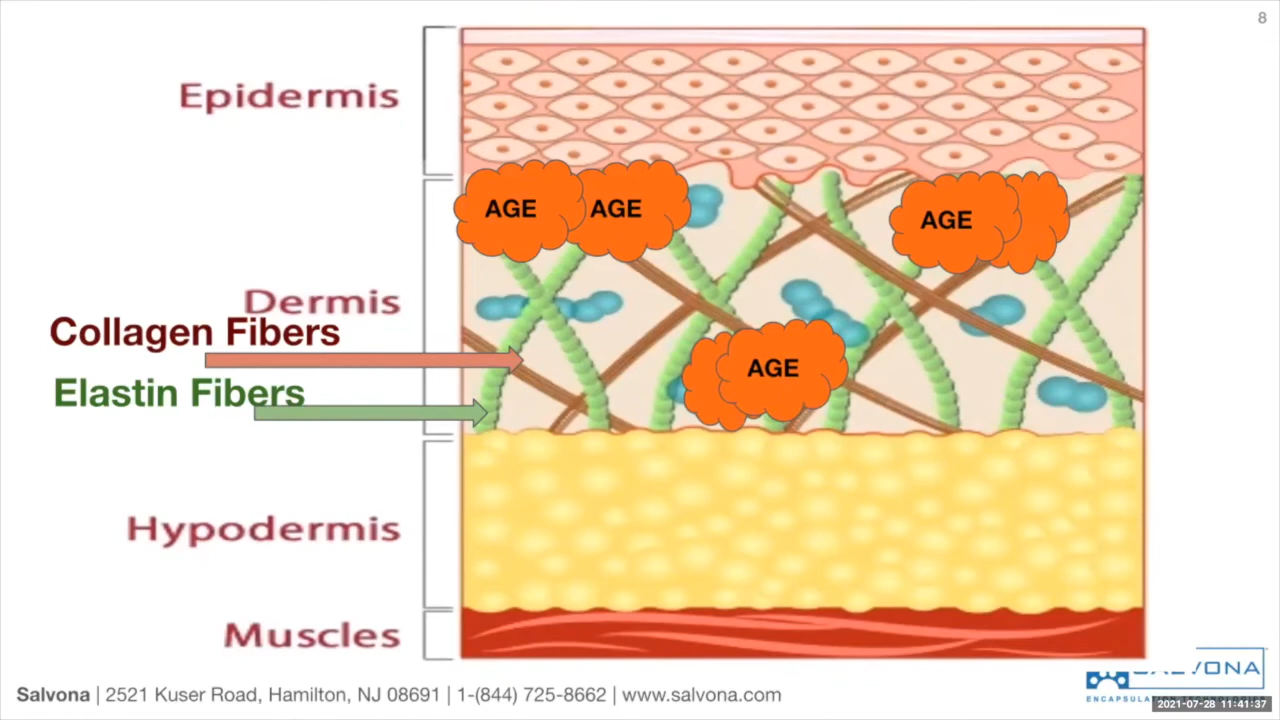 8
Epidermis
AGE
AGE
AGE
Dermis
Collagen Fibers
AGE
Elastin Fibers
Hypodermis
Muscles
Salvona | 2521 Kuser Road, Hamilton, NJ 08691 | 1-(844) 725-8662 | www.salvona.com
SALVONA
2021-07-28 11:41:37